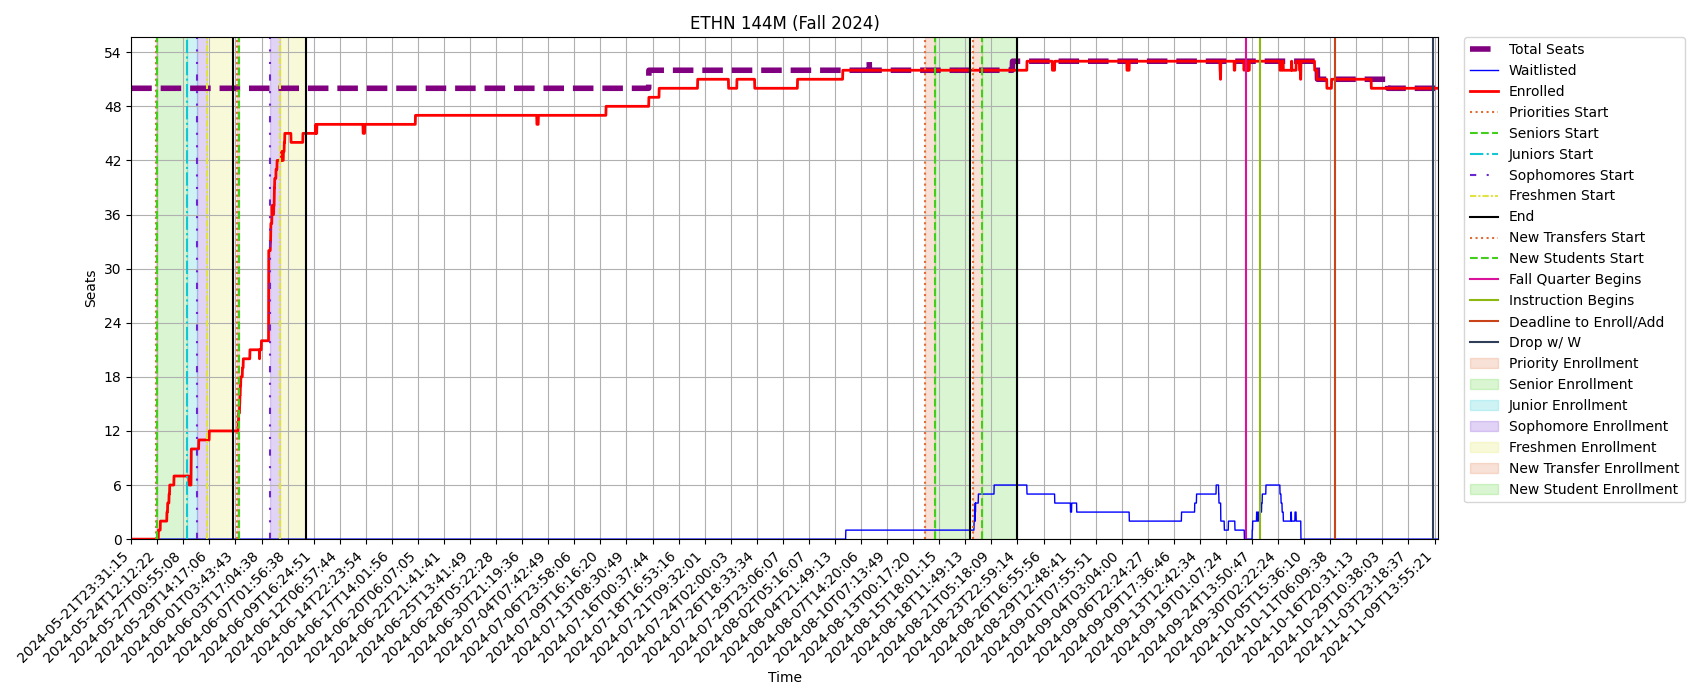 ETHN 144M (Fall 2024)
Seats
54
48
42
36
30
24
18
12
6
0
2024-05-21T23:31:15
2024-05-24T12:12:22
2024-05-27T00:55:08
2024-05-29T14:17:06
2024-06-01T03:43:43
2024-06-03T17:04:38
2024-06-07T01:56:38
2024-06-09T16:24:51
2024-06-12T06:57:44
2024-06-14T22:23:54
2024-06-17T14:01:56
2024-06-20T06:07:05
2024-06-22T21:41:41
2024-06-25T13:41:49
2024-06-28T05:22:28
2024-06-30T21:19:36
2024-07-04T07:42:49
2024-07-06T23:58:06
2024-07-09T16:16:20
2024-07-13T08:30:49
2024-07-16T00:37:44
2024-07-18T16:53:16
2024-07-21T09:32:01
2024-07-24T02:00:03
2024-07-26T18:33:34
2024-07-29T23:06:07
2024-08-02T05:16:07
2024-08-04T21:49:13
2024-08-07T14:20:06
2024-08-10T07:13:49
2024-08-13T00:17:20
2024-08-15T18:01:15
2024-08-18T11:49:13
2024-08-21T05:18:09
2024-08-23T22:59:14
2024-08-26T16:55:56
2024-08-29T12:48:41
2024-09-01T07:55:51
2024-09-04T03:04:00
2024-09-06T22:24:27
2024-09-09T17:36:46
2024-09-13T12:42:34
2024-09-19T01:07:24
2024-09-24T13:50:47
2024-09-30T02:22:24
2024-10-05T15:36:10
2024-10-11T06:09:38
2024-10-16T20:31:13
2024-10-29T10:38:03
2024-11-03T23:18:37
2024-11-09T13:55:21
Time
Total Seats
Waitlisted
Enrolled
Priorities Start
Seniors Start
Juniors Start
Sophomores Start
Freshmen Start
End
New Transfers Start
New Students Start
Fall Quarter Begins
Instruction Begins
Deadline to Enroll/Add
Drop w/ W
Priority Enrollment
Senior Enrollment
Junior Enrollment
Sophomore Enrollment
Freshmen Enrollment
New Transfer Enrollment
New Student Enrollment